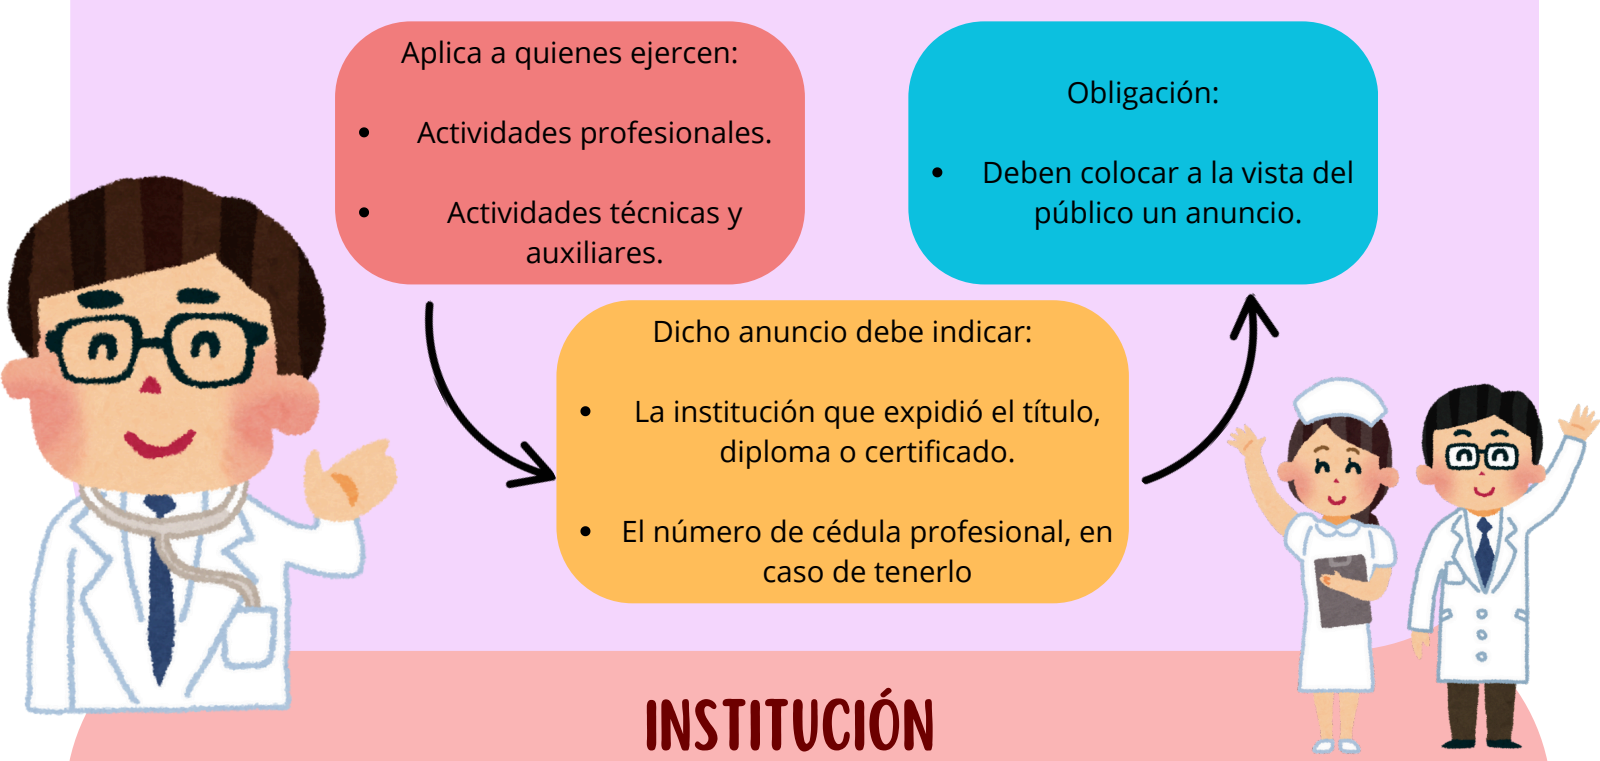 Aplica a quienes ejercen:
• Actividades profesionales.
• Actividades técnicas y
auxiliares.
Dicho anuncio debe indicar:
• La institución que expidió el título,
diploma o certificado.
• El número de cédula profesional, en
caso de tenerlo
Obligación:
• Deben colocar a la vista del
público un anuncio.
INSTITUCIÓN